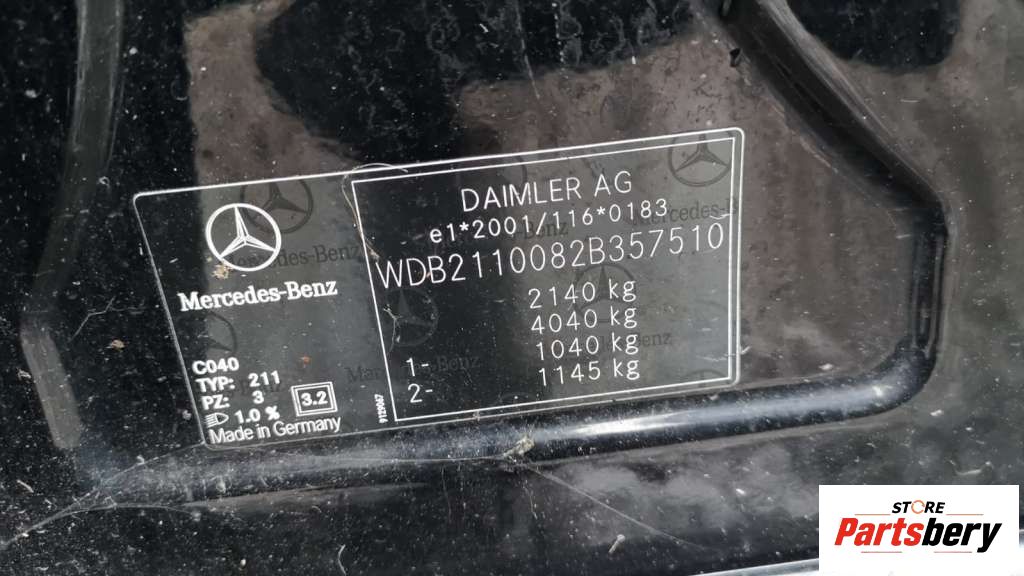 DAIMLER AG
e1*2001/116*0183
WDB2110082B357510
2140 kg
4040 kg
1- 1040 kg
2- 1145 kg
Mercedes-Benz
C040
TYP: 211
PZ: 3
1.0 %
3.2
Made in Germany
9112067
STORE
Partsbery